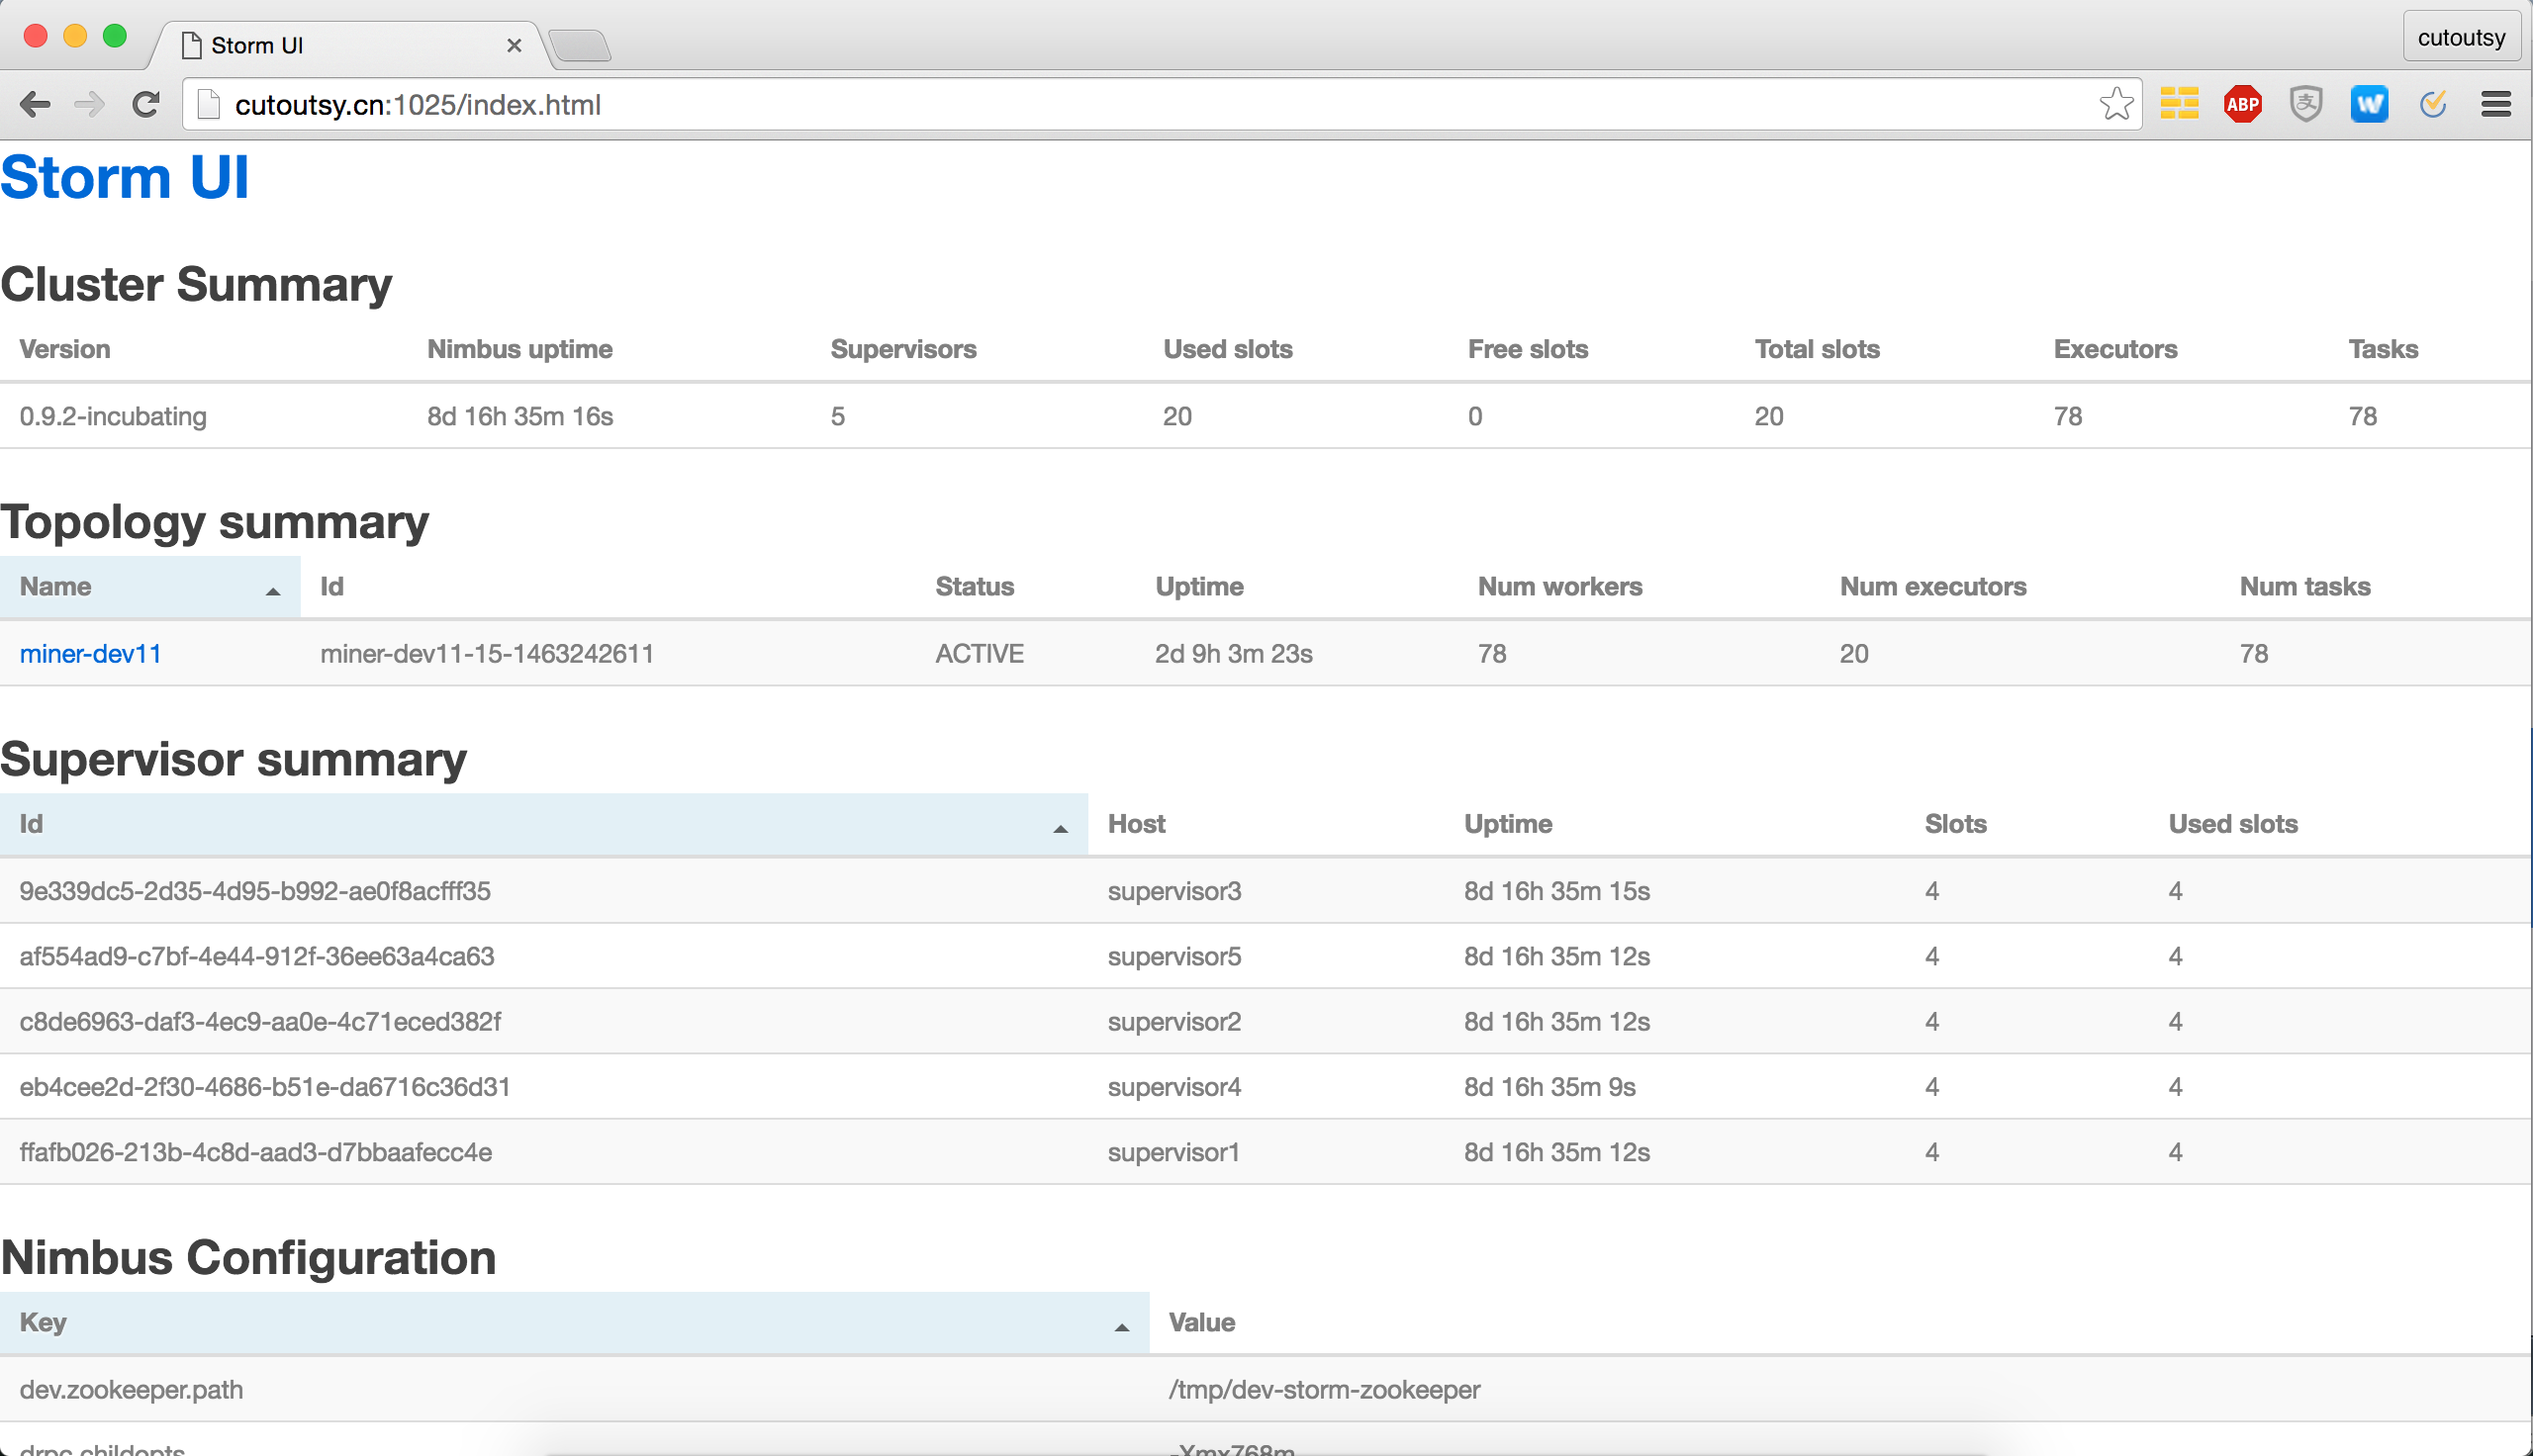 Storm UI
cutoutsy
cutoutsy.cn:1025/index.html
ABP
支
w
Storm UI
Cluster Summary
Version Nimbus uptime Supervisors Used slots Free slots Total slots Executors Tasks
0.9.2-incubating 8d 16h 35m 16s 5 20 0 20 78 78
Topology summary
Name Id Status Uptime Num workers Num executors Num tasks
miner-dev11 miner-dev11-15-1463242611 ACTIVE 2d 9h 3m 23s 78 20 78
Supervisor summary
Id Host Uptime Slots Used slots
9e339dc5-2d35-4d95-b992-ae0f8acfff35 supervisor3 8d 16h 35m 15s 4 4
af554ad9-c7bf-4e44-912f-36ee63a4ca63 supervisor5 8d 16h 35m 12s 4 4
c8de6963-daf3-4ec9-aa0e-4c71eced382f supervisor2 8d 16h 35m 12s 4 4
eb4cee2d-2f30-4686-b51e-da6716c36d31 supervisor4 8d 16h 35m 9s 4 4
ffafb026-213b-4c8d-aad3-d7bbaafecc4e supervisor1 8d 16h 35m 12s 4 4
Nimbus Configuration
Key Value
dev.zookeeper.path /tmp/dev-storm-zookeeper
drpc.childopts -Xmx768m